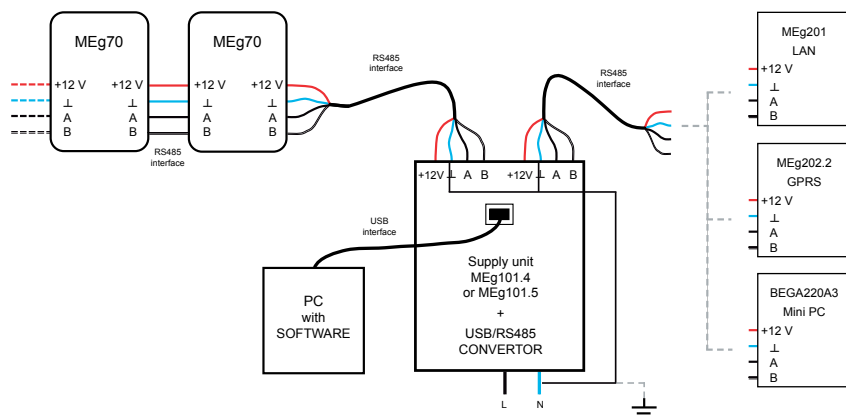 MEg70
+12 V +12 V
⊥ ⊥
A A
B B
RS485
interface
MEg70
+12 V +12 V
⊥ ⊥
A A
B B
RS485
interface
RS485
interface
+12V ⊥ A B
+12V ⊥ A B
USB
interface
Supply unit
MEg101.4
or MEg101.5
+
USB/RS485
CONVERTOR
L N
PC
with
SOFTWARE
MEg201
LAN
+12 V
⊥
A
B
MEg202.2
GPRS
+12 V
⊥
A
B
BEGA220A3
Mini PC
+12 V
⊥
A
B